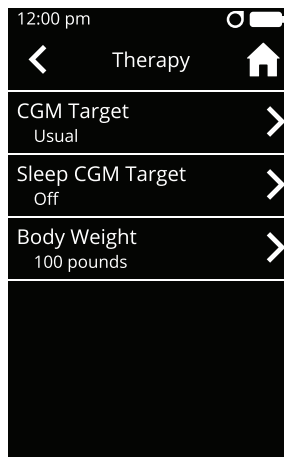 12:00 pm
Therapy
CGM Target
Usual
Sleep CGM Target
Off
Body Weight
100 pounds